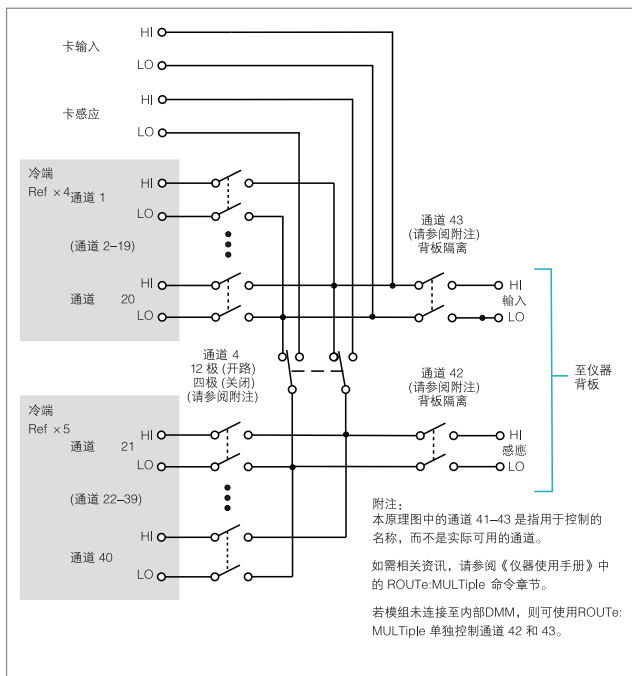 卡输入
HI
LO
卡感应
HI
LO
冷端
Ref × 4
通道 1
HI
LO
(通道 2–19)
通道 20
HI
LO
通道 43
(请参阅附注)
背板隔离
HI
輸入
LO
通道 4
12 极 (开路)
四极 (关闭)
(请参阅附注)
通道 42
(请参阅附注)
背板隔离
至仪器
背板
冷端
Ref × 5
通道 21
HI
LO
(通道 22–39)
通道 40
HI
LO
HI
感應
LO
附注：
本原理图中的通道 41–43 是指用于控制的
名称，而不是实际可用的通道。
如需相关资讯，请参阅《仪器使用手册》中
的 ROUTe:MULTiple 命令章节。
若模组未连接至内部DMM，则可使用ROUTe:
MULTiple 单独控制通道 42 和 43。